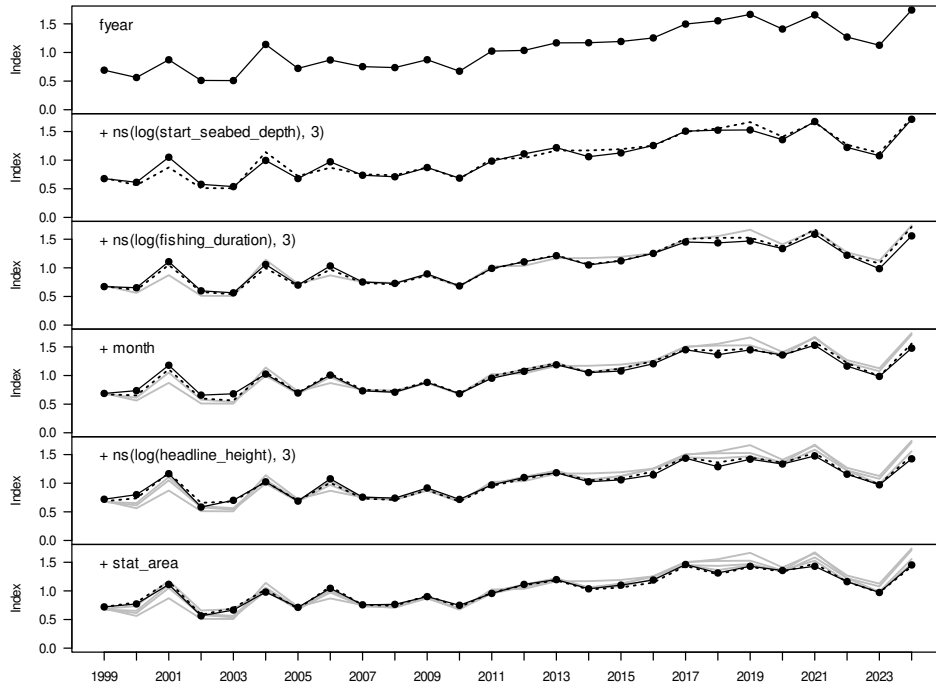 fyear
Index
1.5
1.0
0.5
0.0
+ ns(log(start_seabed_depth), 3)
Index
1.5
1.0
0.5
0.0
+ ns(log(fishing_duration), 3)
Index
1.5
1.0
0.5
0.0
+ month
Index
1.5
1.0
0.5
0.0
+ ns(log(headline_height), 3)
Index
1.5
1.0
0.5
0.0
+ stat_area
Index
1.5
1.0
0.5
0.0
1999 2001 2003 2005 2007 2009 2011 2013 2015 2017 2019 2021 2023